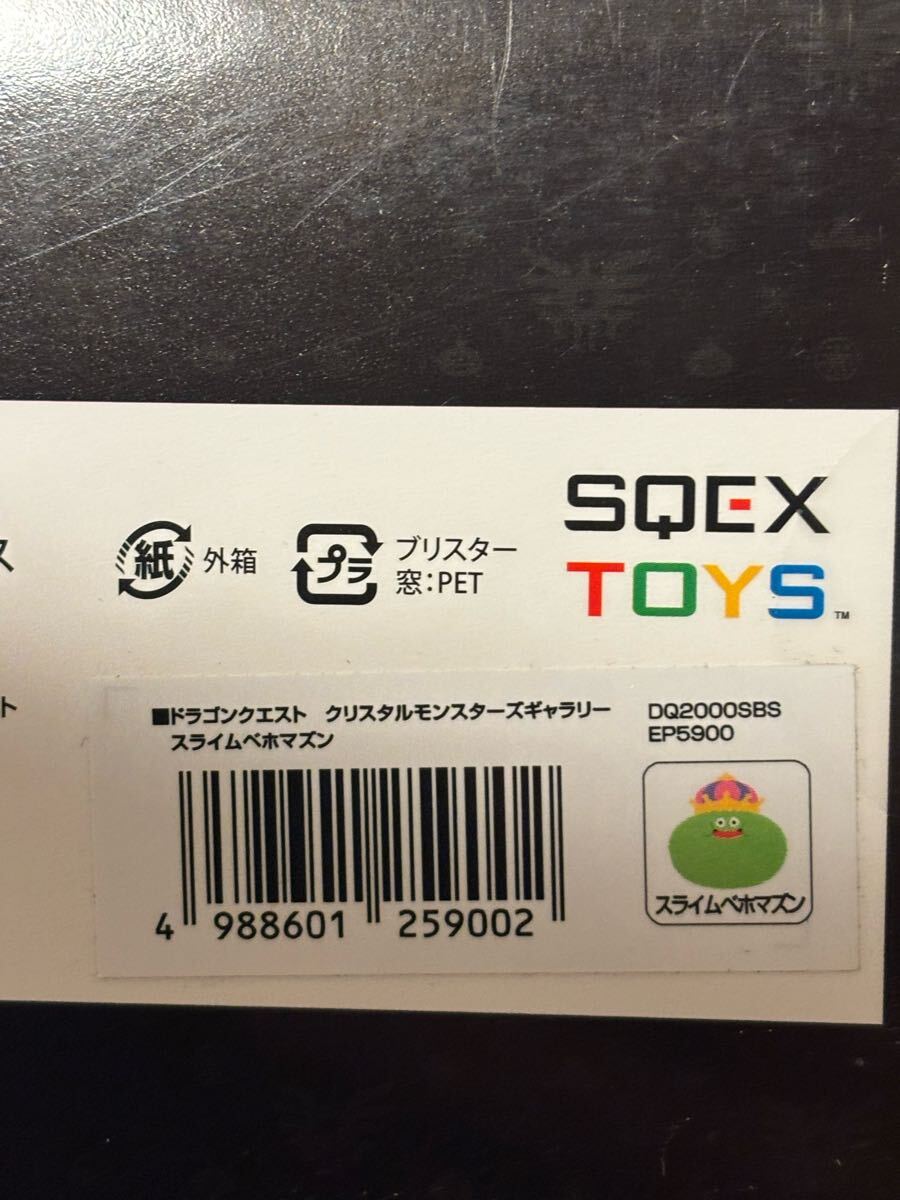 SQEX
TOYS™
ス
紙 外箱
プラ ブリスター
窓：PET
ト
■ドラゴンクエスト クリスタルモンスターズギャラリー
スライムベホマズン
DQ2000SBS
EP5900
スライムベホマズン
4 988601 259002